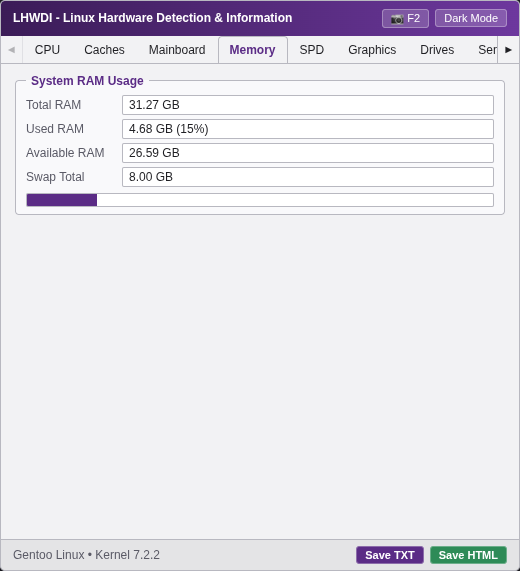 LHWDI - Linux Hardware Detection & Information
📷 F2
Dark Mode
◄ CPU Caches Mainboard Memory SPD Graphics Drives Ser ►
System RAM Usage
Total RAM 31.27 GB
Used RAM 4.68 GB (15%)
Available RAM 26.59 GB
Swap Total 8.00 GB
Gentoo Linux • Kernel 7.2.2
Save TXT
Save HTML